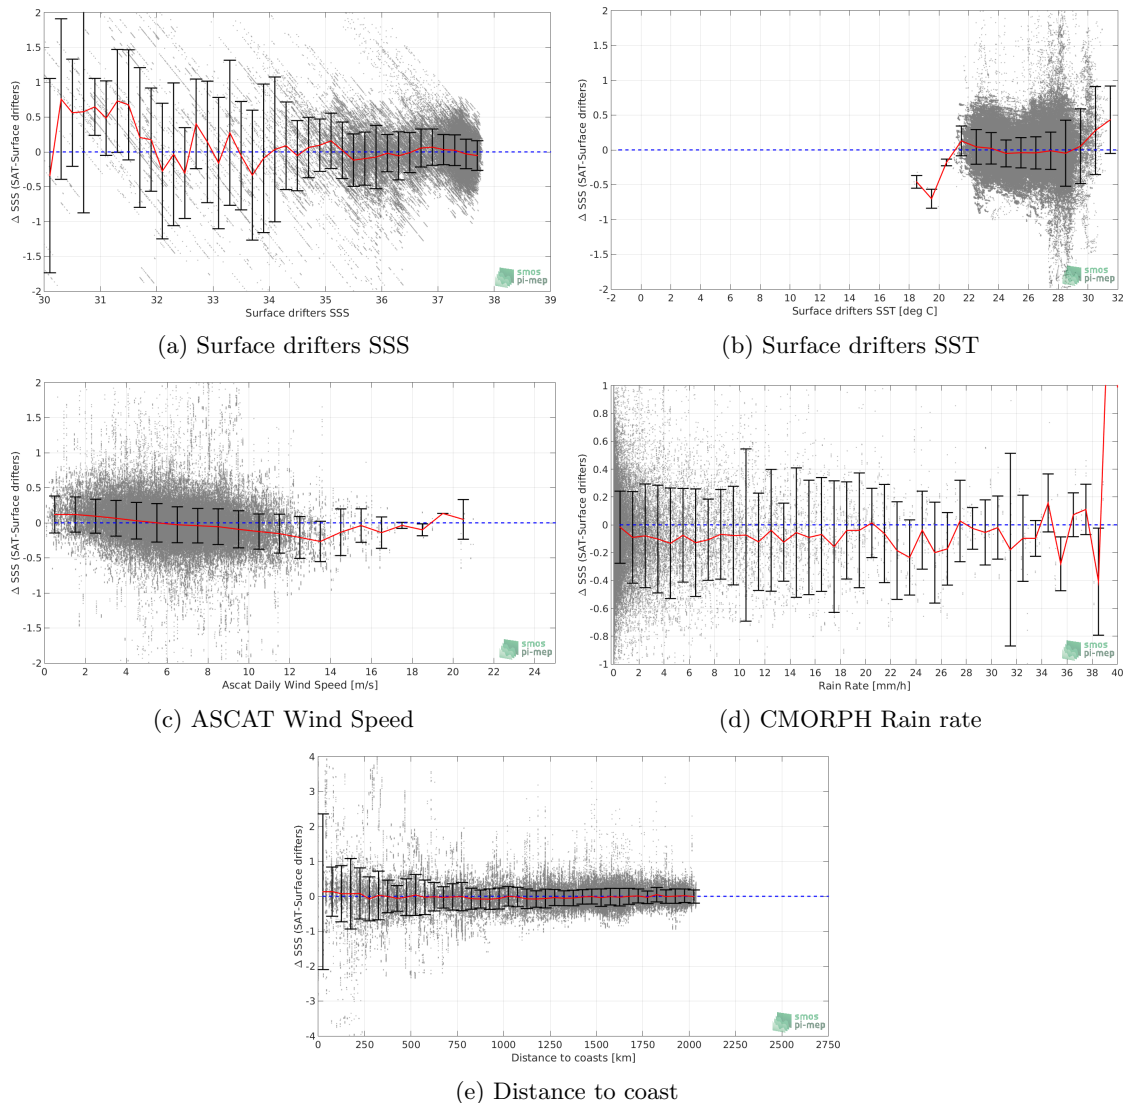 Δ SSS (SAT-Surface drifters)
2
1.5
1
0.5
0
-0.5
-1
-1.5
-2
30 31 32 33 34 35 36 37 38 39
Surface drifters SSS
smos
pi-mep
(a) Surface drifters SSS
Δ SSS (SAT-Surface drifters)
2
1.5
1
0.5
0
-0.5
-1
-1.5
-2
-2 0 2 4 6 8 10 12 14 16 18 20 22 24 26 28 30 32
Surface drifters SST [deg C]
smos
pi-mep
(b) Surface drifters SST
Δ SSS (SAT-Surface drifters)
2
1.5
1
0.5
0
-0.5
-1
-1.5
-2
0 2 4 6 8 10 12 14 16 18 20 22 24
Ascat Daily Wind Speed [m/s]
smos
pi-mep
(c) ASCAT Wind Speed
Δ SSS (SAT-Surface drifters)
1
0.8
0.6
0.4
0.2
0
-0.2
-0.4
-0.6
-0.8
-1
0 2 4 6 8 10 12 14 16 18 20 22 24 26 28 30 32 34 36 38 40
Rain Rate [mm/h]
smos
pi-mep
(d) CMORPH Rain rate
Δ SSS (SAT-Surface drifters)
4
3
2
1
0
-1
-2
-3
-4
0 250 500 750 1000 1250 1500 1750 2000 2250 2500 2750
Distance to coasts [km]
smos
pi-mep
(e) Distance to coast